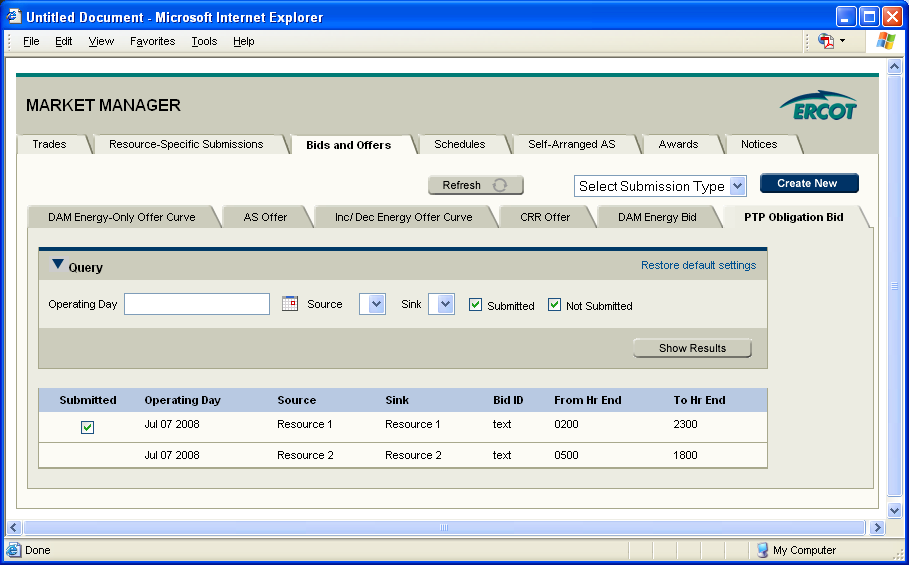 Untitled Document - Microsoft Internet Explorer
File Edit View Favorites Tools Help
MARKET MANAGER
ERCOT
Trades Resource-Specific Submissions Bids and Offers Schedules Self-Arranged AS Awards Notices
Refresh Select Submission Type Create New
DAM Energy-Only Offer Curve AS Offer Inc/ Dec Energy Offer Curve CRR Offer DAM Energy Bid PTP Obligation Bid
Query Restore default settings
Operating Day Source Sink Submitted Not Submitted
Show Results
Submitted Operating Day Source Sink Bid ID From Hr End To Hr End
Jul 07 2008 Resource 1 Resource 1 text 0200 2300
Jul 07 2008 Resource 2 Resource 2 text 0500 1800
Done My Computer